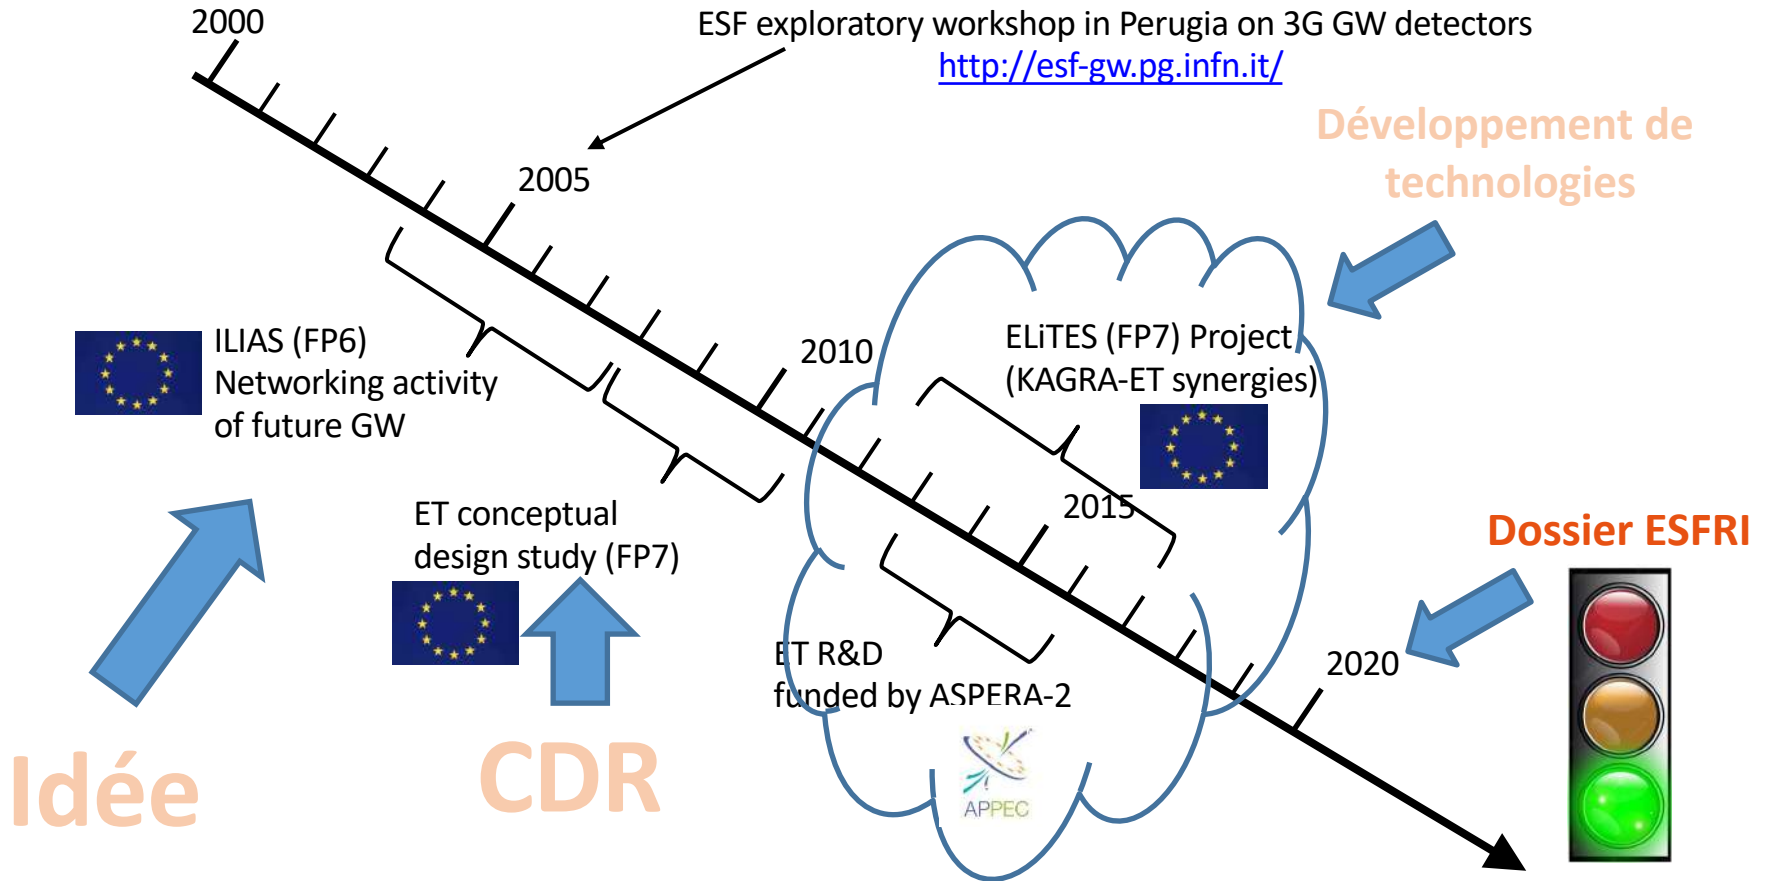 2000
ESF exploratory workshop in Perugia on 3G GW detectors
http://esf-gw.pg.infn.it/
Développement de
technologies
2005
ILIAS (FP6)
Networking activity
of future GW
2010
ELiTES (FP7) Project
(KAGRA-ET synergies)
ET conceptual
design study (FP7)
2015
Dossier ESFRI
ET R&D
funded by ASPERA-2
2020
Idée
CDR
APPEC